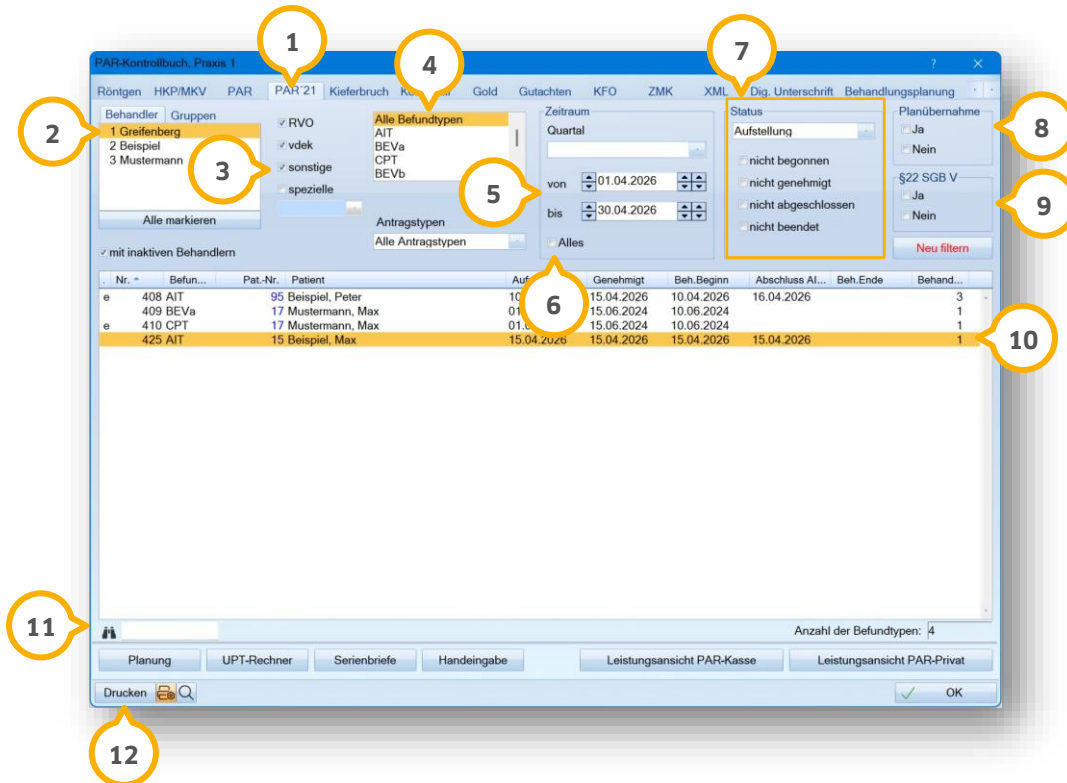 1
4
7
PAR-Kontrollbuch, Praxis 1
Röntgen HKP/MKV PAR PAR´21 Kieferbruch Gold Gutachten KFO ZMK XML Dig. Unterschrift Behandlungsplanung
2
Behandler Gruppen
1 Greifenberg
2 Beispiel
3 Mustermann
Alle markieren
mit inaktiven Behandlern
3
RVO
vdek
sonstige
spezielle
Alle Befundtypen
AIT
BEVa
CPT
BEVb
Antragstypen
Alle Antragstypen
5
Zeitraum
Quartal
von 01.04.2026
bis 30.04.2026
Alles
6
Status
Aufstellung
nicht begonnen
nicht genehmigt
nicht abgeschlossen
nicht beendet
Planübernahme
Ja
Nein
8
§22 SGB V
Ja
Nein
9
Neu filtern
Nr. Befun... Pat.-Nr. Patient Genehmigt Beh.Beginn Abschluss AI... Beh.Ende Behand...
e 408 AIT 95 Beispiel, Peter 15.04.2026 10.04.2026 16.04.2026 3
409 BEVa 17 Mustermann, Max 15.06.2024 10.06.2024 1
e 410 CPT 17 Mustermann, Max 15.06.2024 10.06.2024 1
425 AIT 15 Beispiel, Max 15.04.2026 15.04.2026 15.04.2026 15.04.2026 1
10
11
Anzahl der Befundtypen: 4
Planung UPT-Rechner Serienbriefe Handeingabe Leistungsansicht PAR-Kasse Leistungsansicht PAR-Privat
Drucken OK
12